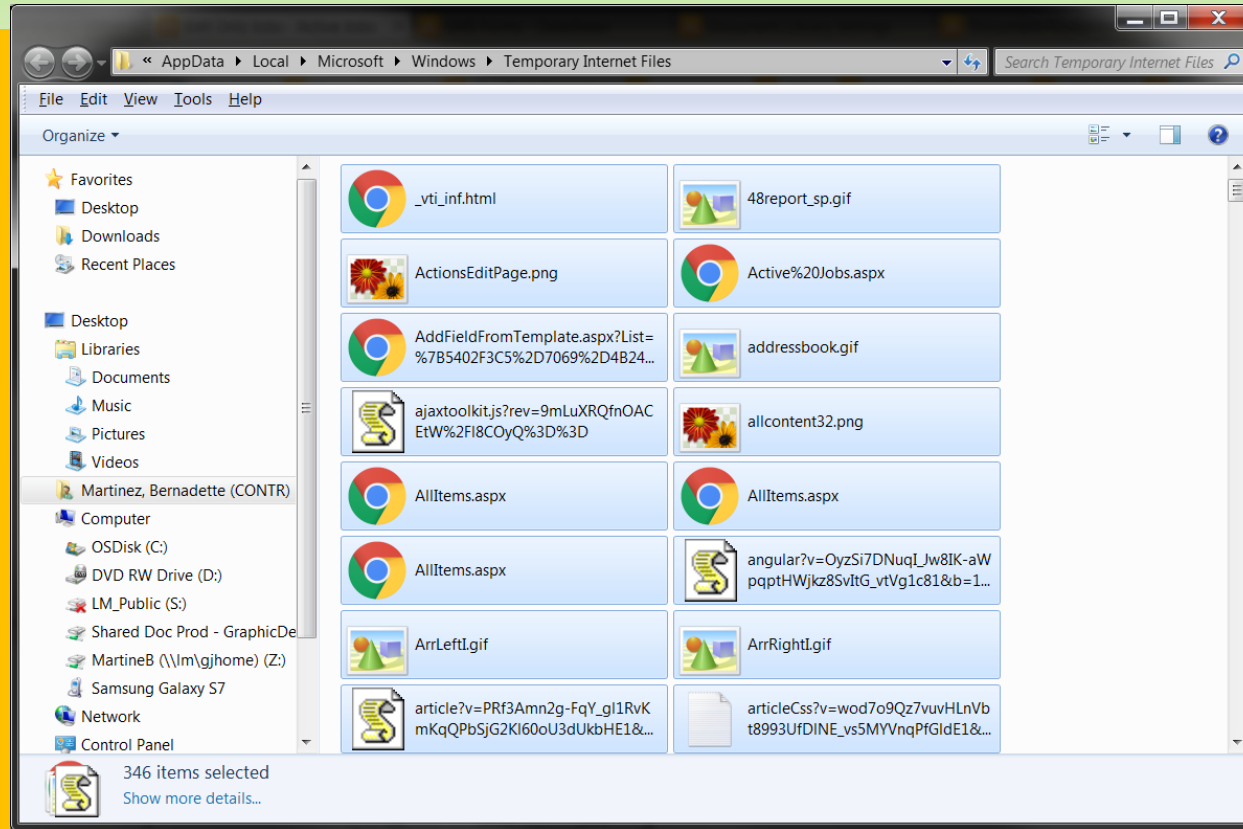 « AppData ▸ Local ▸ Microsoft ▸ Windows ▸ Temporary Internet Files
Search Temporary Internet Files
File Edit View Tools Help
Organize
Favorites
Desktop
Downloads
Recent Places
Desktop
Libraries
Documents
Music
Pictures
Videos
Martinez, Bernadette (CONTR)
Computer
OSDisk (C:)
DVD RW Drive (D:)
LM_Public (S:)
Shared Doc Prod - GraphicDe
MartineB (\\lm\gjhome) (Z:)
Samsung Galaxy S7
Network
Control Panel
_vti_inf.html
48report_sp.gif
ActionsEditPage.png
Active%20Jobs.aspx
AddFieldFromTemplate.aspx?List=
%7B5402F3C5%2D7069%2D4B24...
addressbook.gif
ajaxtoolkit.js?rev=9mLuXRQfnOAC
EtW%2FI8COyQ%3D%3D
allcontent32.png
AllItems.aspx
AllItems.aspx
AllItems.aspx
angular?v=OyzSi7DNuqI_Jw8IK-aW
pqptHWjkz8SvItG_vtVg1c81&b=1...
ArrLeftI.gif
ArrRightI.gif
article?v=PRf3Amn2g-FqY_gI1RvK
mKqQPbSjG2KI60oU3dUkbHE1&...
articleCss?v=wod7o9Qz7vuvHLnVb
t8993UfDINE_vs5MYVnqPfGIdE1&...
346 items selected
Show more details...